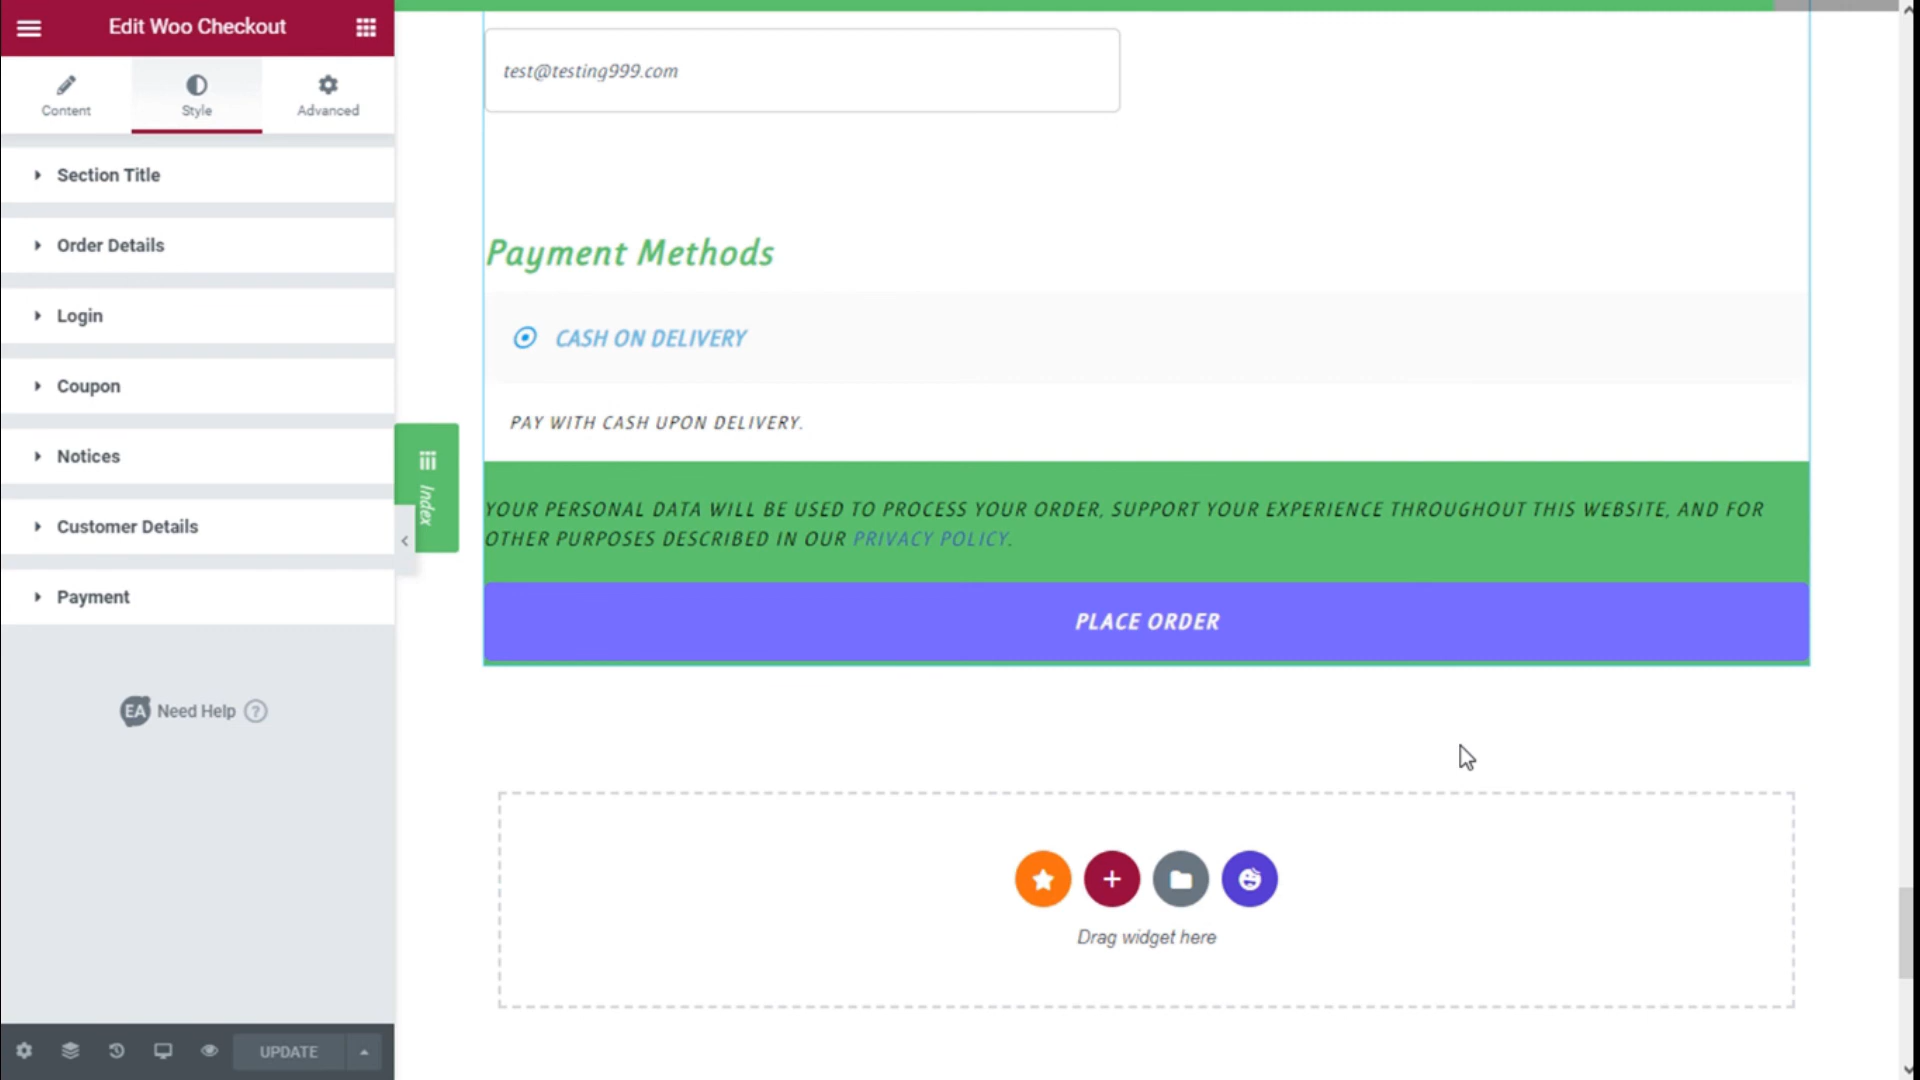 Edit Woo Checkout
Content
Style
Advanced
Section Title
Order Details
Login
Coupon
Notices
Customer Details
Payment
EA Need Help ?
UPDATE
Index
test@testing999.com
Payment Methods
CASH ON DELIVERY
PAY WITH CASH UPON DELIVERY.
YOUR PERSONAL DATA WILL BE USED TO PROCESS YOUR ORDER, SUPPORT YOUR EXPERIENCE THROUGHOUT THIS WEBSITE, AND FOR
OTHER PURPOSES DESCRIBED IN OUR PRIVACY POLICY.
PLACE ORDER
Drag widget here